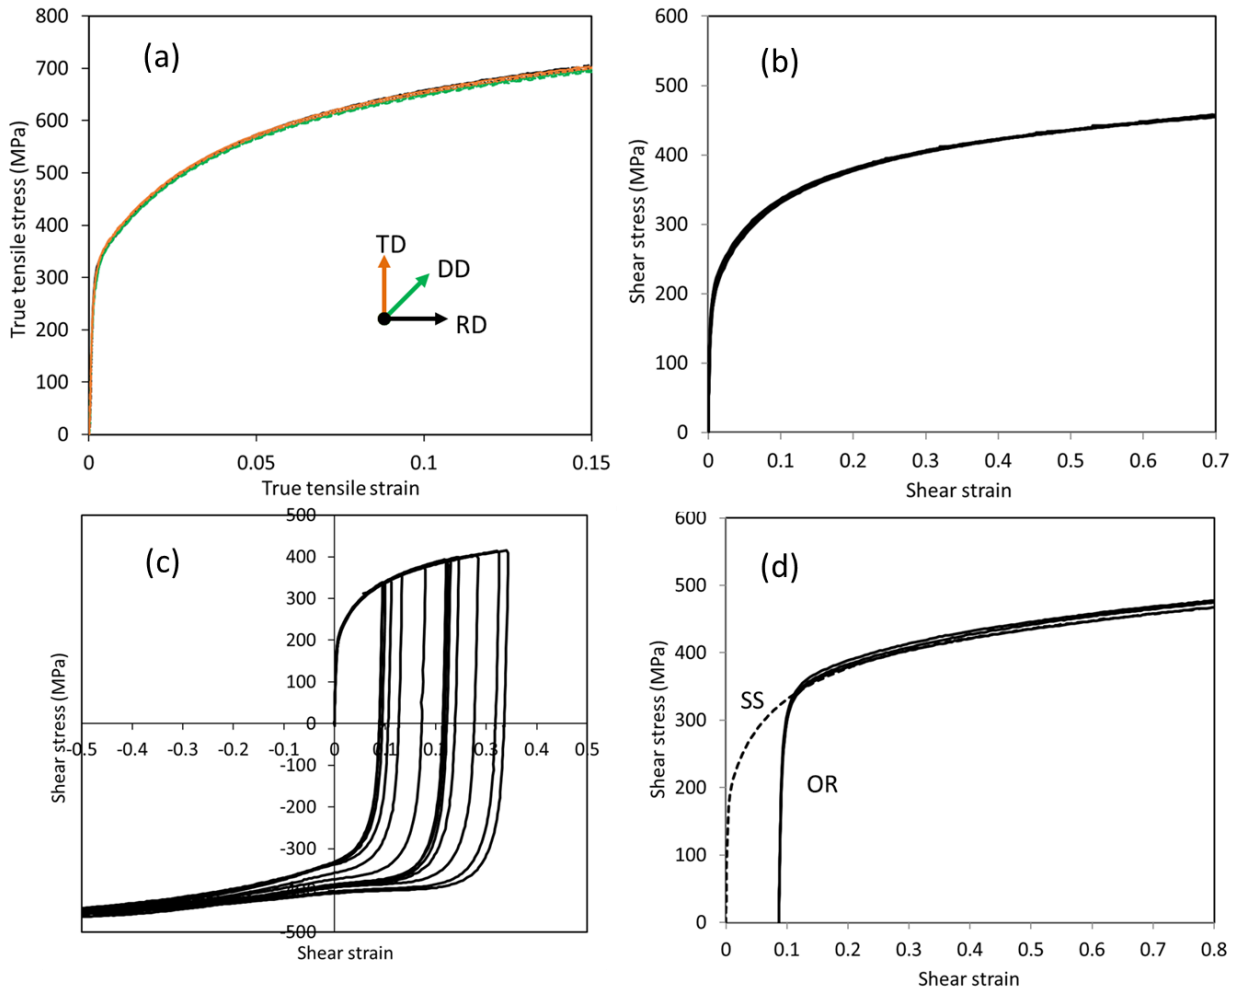 (a)
True tensile stress (MPa)
800
700
600
500
400
300
200
100
0
TD
DD
RD
0 0.05 0.1 0.15
True tensile strain
(b)
Shear stress (MPa)
600
500
400
300
200
100
0
0 0.1 0.2 0.3 0.4 0.5 0.6 0.7
Shear strain
(c)
Shear stress (MPa)
500
400
300
200
100
0
-0.5 -0.4 -0.3 -0.2 -0.1 0 0.1 0.2 0.3 0.4 0.5
-100
-200
-300
-500
Shear strain
(d)
Shear stress (MPa)
600
500
400
300
200
100
0
SS
OR
0 0.1 0.2 0.3 0.4 0.5 0.6 0.7 0.8
Shear strain